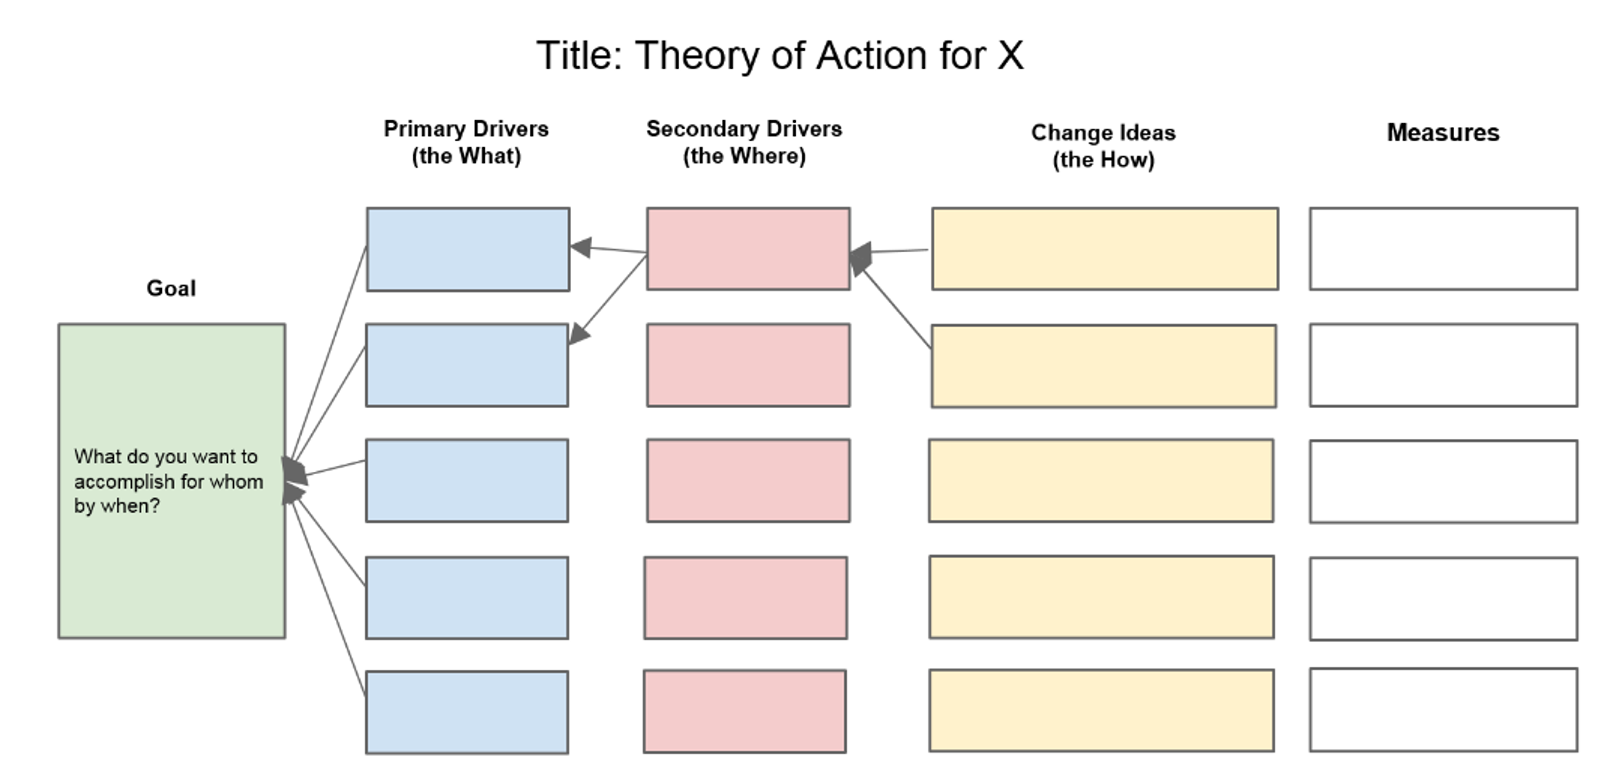 Title: Theory of Action for X
Primary Drivers
(the What)
Secondary Drivers
(the Where)
Change Ideas
(the How)
Measures
Goal
What do you want to
accomplish for whom
by when?